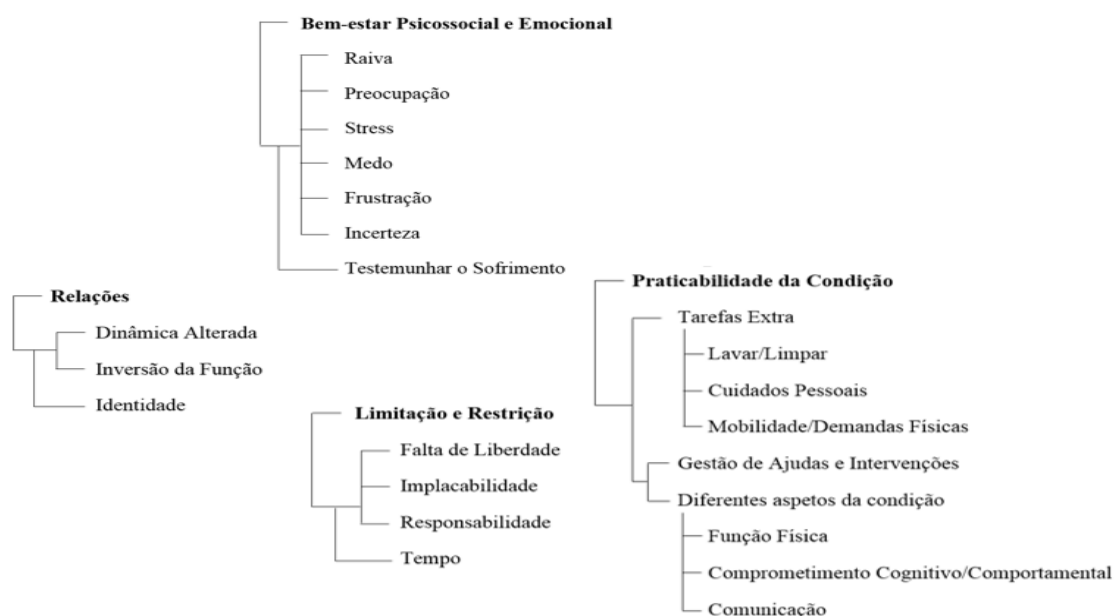 Bem-estar Psicossocial e Emocional
Raiva
Preocupação
Stress
Medo
Frustração
Incerteza
Testemunhar o Sofrimento
Relações
Dinâmica Alterada
Inversão da Função
Identidade
Limitação e Restrição
Falta de Liberdade
Implacabilidade
Responsabilidade
Tempo
Praticabilidade da Condição
Tarefas Extra
Lavar/Limpar
Cuidados Pessoais
Mobilidade/Demandas Físicas
Gestão de Ajudas e Intervenções
Diferentes aspetos da condição
Função Física
Comprometimento Cognitivo/Comportamental
Comunicação